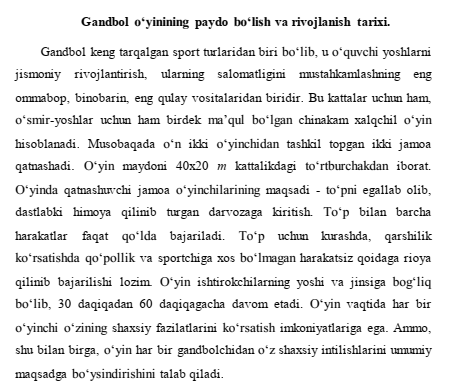 Gandbol o‘yinining paydo bo‘lish va rivojlanish tarixi.
Gandbol keng tarqalgan sport turlaridan biri bo‘lib, u o‘quvchi yoshlarni
jismoniy rivojlantirish, ularning salomatligini mustahkamlashning eng
ommabop, binobarin, eng qulay vositalaridan biridir. Bu kattalar uchun ham,
o‘smir-yoshlar uchun ham birdek ma’qul bo‘lgan chinakam xalqchil o‘yin
hisoblanadi. Musobaqada o‘n ikki o‘yinchidan tashkil topgan ikki jamoa
qatnashadi. O‘yin maydoni 40x20 m kattalikdagi to‘rtburchakdan iborat.
O‘yinda qatnashuvchi jamoa o‘yinchilarining maqsadi - to‘pni egallab olib,
dastlabki himoya qilinib turgan darvozaga kiritish. To‘p bilan barcha
harakatlar faqat qo‘lda bajariladi. To‘p uchun kurashda, qarshilik
ko‘rsatishda qo‘pollik va sportchiga xos bo‘lmagan harakatsiz qoidaga rioya
qilinib bajarilishi lozim. O‘yin ishtirokchilarning yoshi va jinsiga bog‘liq
bo‘lib, 30 daqiqadan 60 daqiqagacha davom etadi. O‘yin vaqtida har bir
o‘yinchi o‘zining shaxsiy fazilatlarini ko‘rsatish imkoniyatlariga ega. Ammo,
shu bilan birga, o‘yin har bir gandbolchidan o‘z shaxsiy intilishlarini umumiy
maqsadga bo‘ysindirishini talab qiladi.